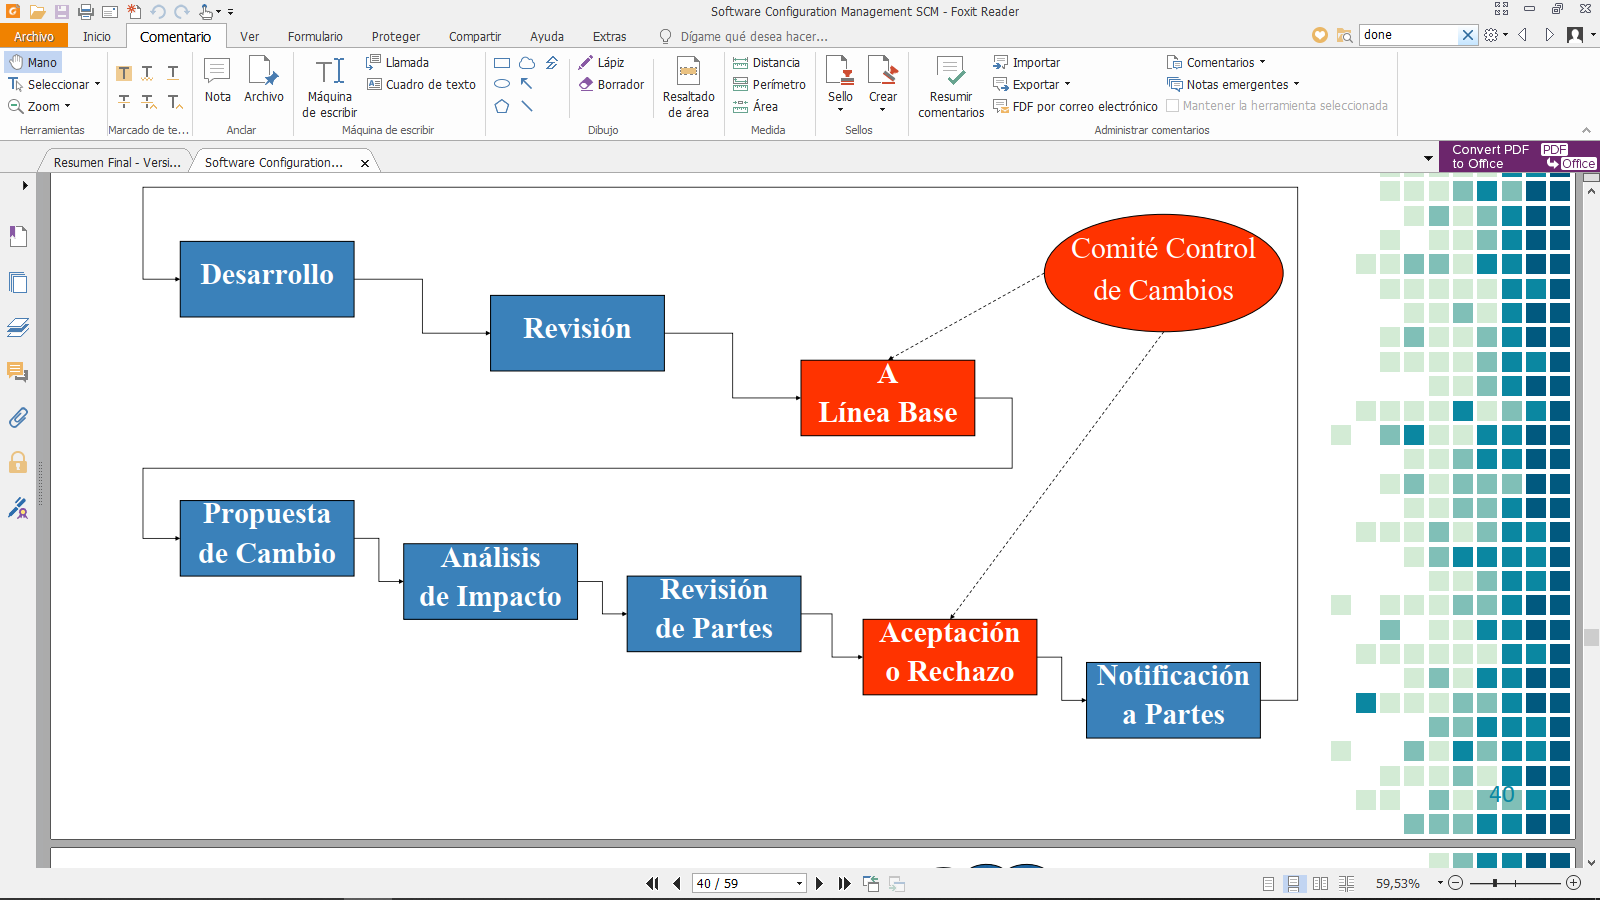 Software Configuration Management SCM - Foxit Reader
Archivo Inicio Comentario Ver Formulario Proteger Compartir Ayuda Extras Dígame qué desea hacer... done
Mano
Seleccionar
Zoom
Herramientas
Marcado de te...
Nota
Archivo
Anclar
Máquina
de escribir
Llamada
Cuadro de texto
Máquina de escribir
Lápiz
Borrador
Dibujo
Resaltado
de área
Distancia
Perímetro
Área
Medida
Sello
Crear
Sellos
Resumir
comentarios
Importar
Exportar
FDF por correo electrónico
Comentarios
Notas emergentes
Mantener la herramienta seleccionada
Administrar comentarios
Resumen Final - Versi...
Software Configuration...
Convert PDF
to Office
PDF
Office
Desarrollo
Revisión
A
Línea Base
Comité Control
de Cambios
Propuesta
de Cambio
Análisis
de Impacto
Revisión
de Partes
Aceptación
o Rechazo
Notificación
a Partes
40
40 / 59
59,53%